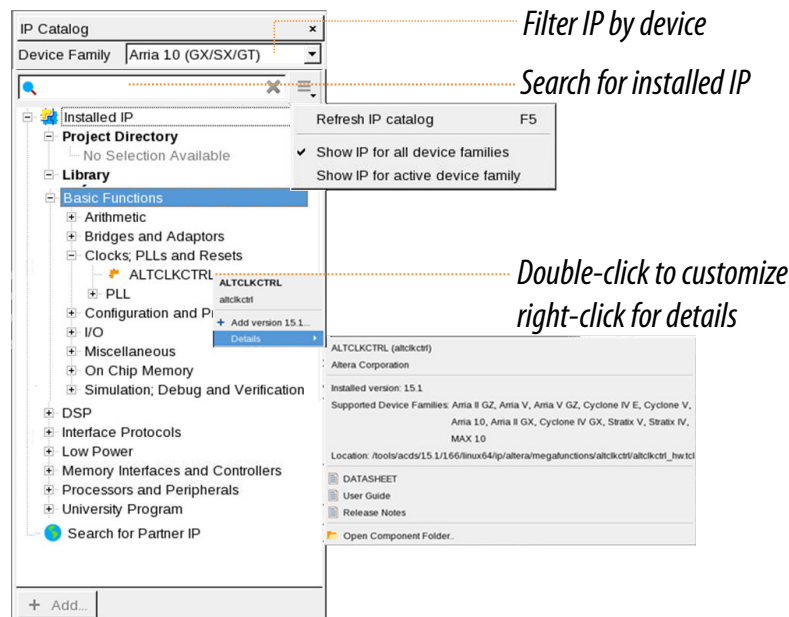 IP Catalog ×
Filter IP by device
Device Family Arria 10 (GX/SX/GT)
Search for installed IP
Refresh IP catalog F5
✓ Show IP for all device families
Show IP for active device family
Installed IP
Project Directory
No Selection Available
Library
Basic Functions
Arithmetic
Bridges and Adaptors
Clocks; PLLs and Resets
ALTCLKCTRL
PLL
Configuration and P
I/O
Miscellaneous
On Chip Memory
Simulation; Debug and Verification
DSP
Interface Protocols
Low Power
Memory Interfaces and Controllers
Processors and Peripherals
University Program
Search for Partner IP
+ Add...
ALTCLKCTRL
altclkctrl
+ Add version 15.1...
Details
Double-click to customize
right-click for details
ALTCLKCTRL (altclkctrl)
Altera Corporation
Installed version: 15.1
Supported Device Families: Arria II GZ, Arria V, Arria V GZ, Cyclone IV E, Cyclone V,
Arria 10, Arria II GX, Cyclone IV GX, Stratix V, Stratix IV,
MAX 10
Location: /tools/acds/15.1/166/linux64/ip/altera/megafunctions/altclkctrl/altclkctrl_hw.tcl
DATASHEET
User Guide
Release Notes
Open Component Folder..